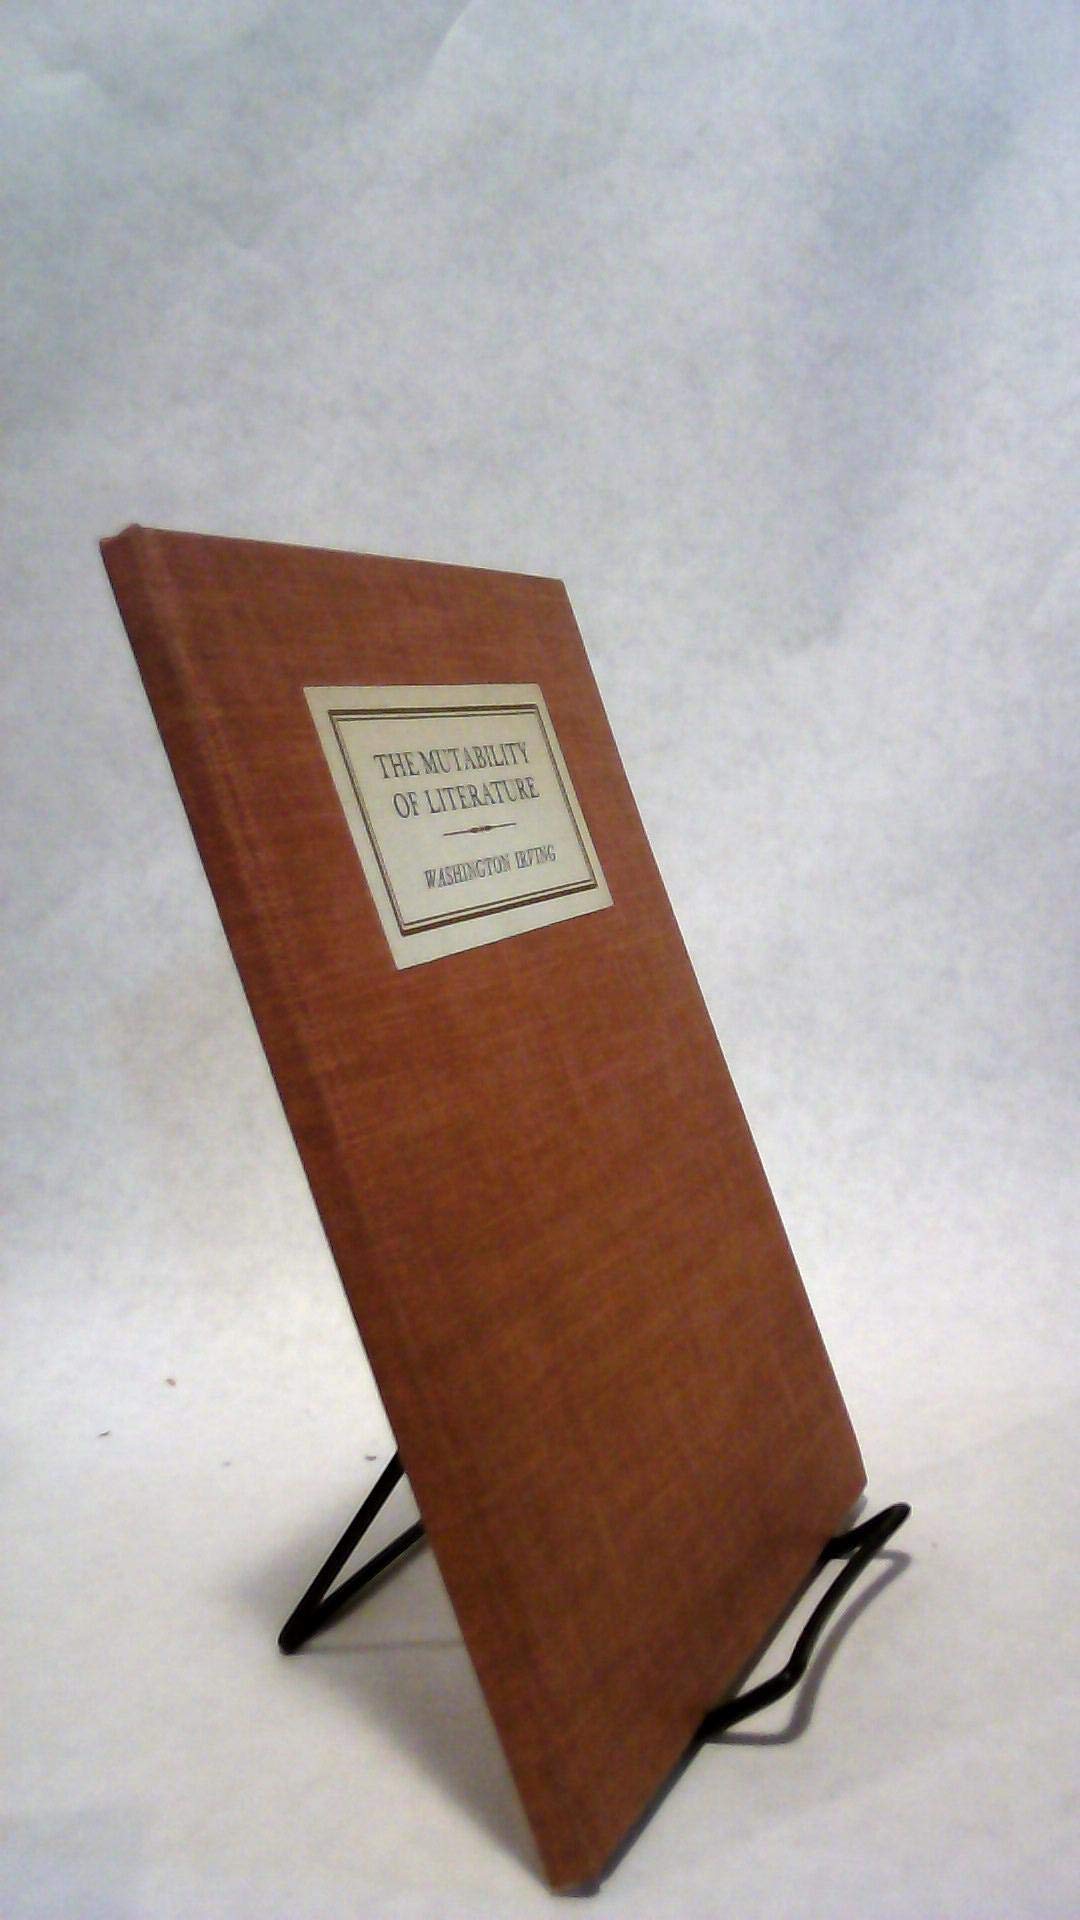 THE MUTABILITY
OF LITERATURE
WASHINGTON IRVING